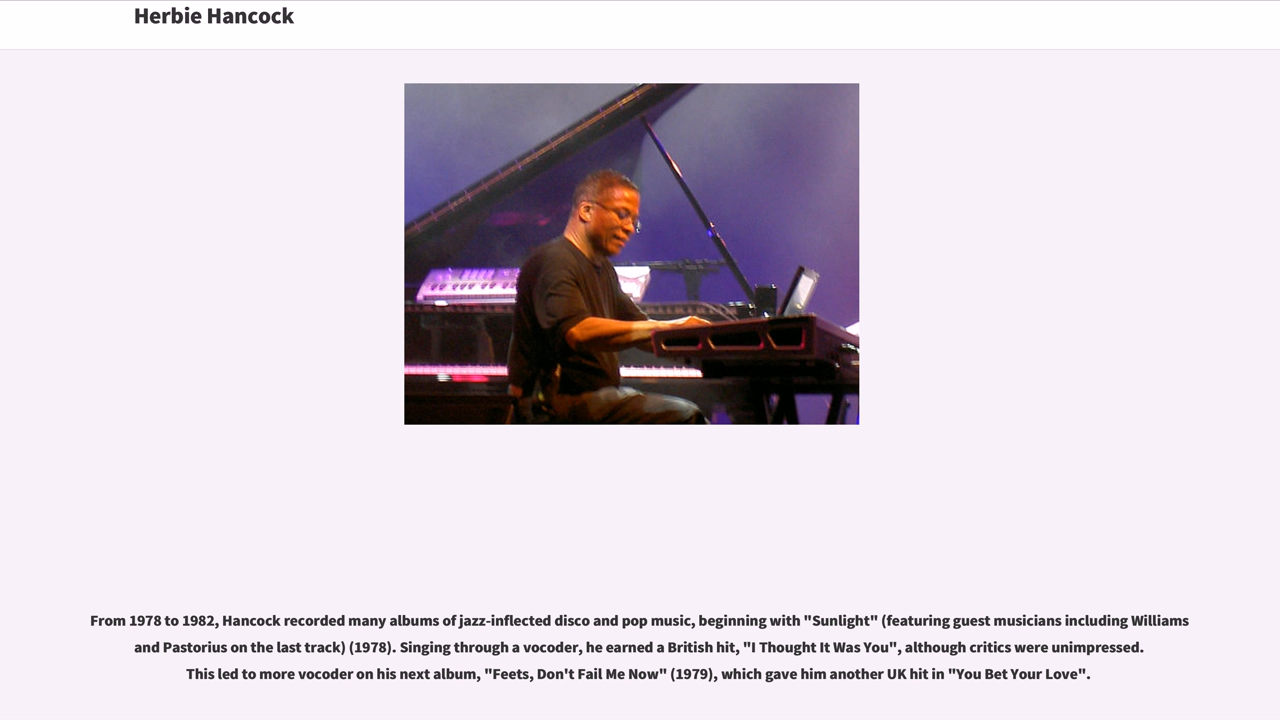 Herbie Hancock
From 1978 to 1982, Hancock recorded many albums of jazz-inflected disco and pop music, beginning with "Sunlight" (featuring guest musicians including Williams
and Pastorius on the last track) (1978). Singing through a vocoder, he earned a British hit, "I Thought It Was You", although critics were unimpressed.
This led to more vocoder on his next album, "Feets, Don't Fail Me Now" (1979), which gave him another UK hit in "You Bet Your Love".